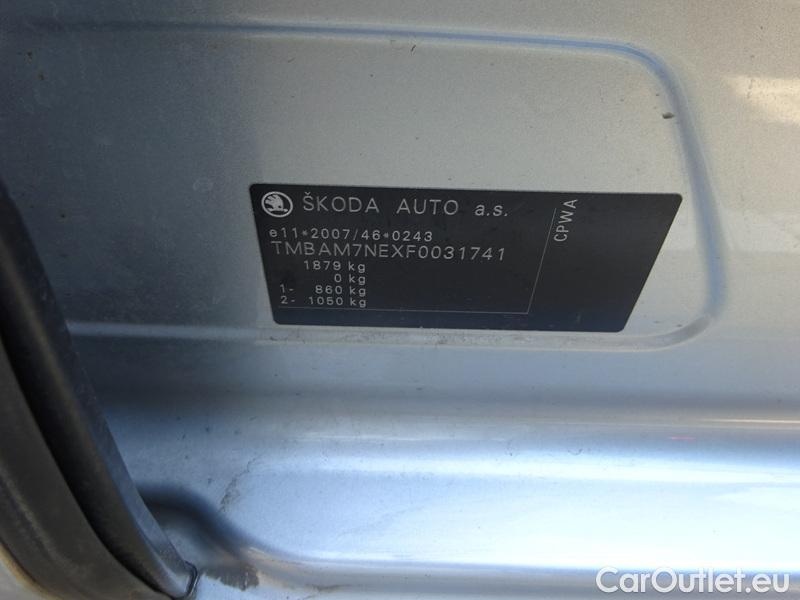 ŠKODA AUTO a.s.
e11*2007/46*0243
TMBAM7NEXF0031741
1879 kg
0 kg
1- 860 kg
2- 1050 kg
CPWA
CarOutlet.eu